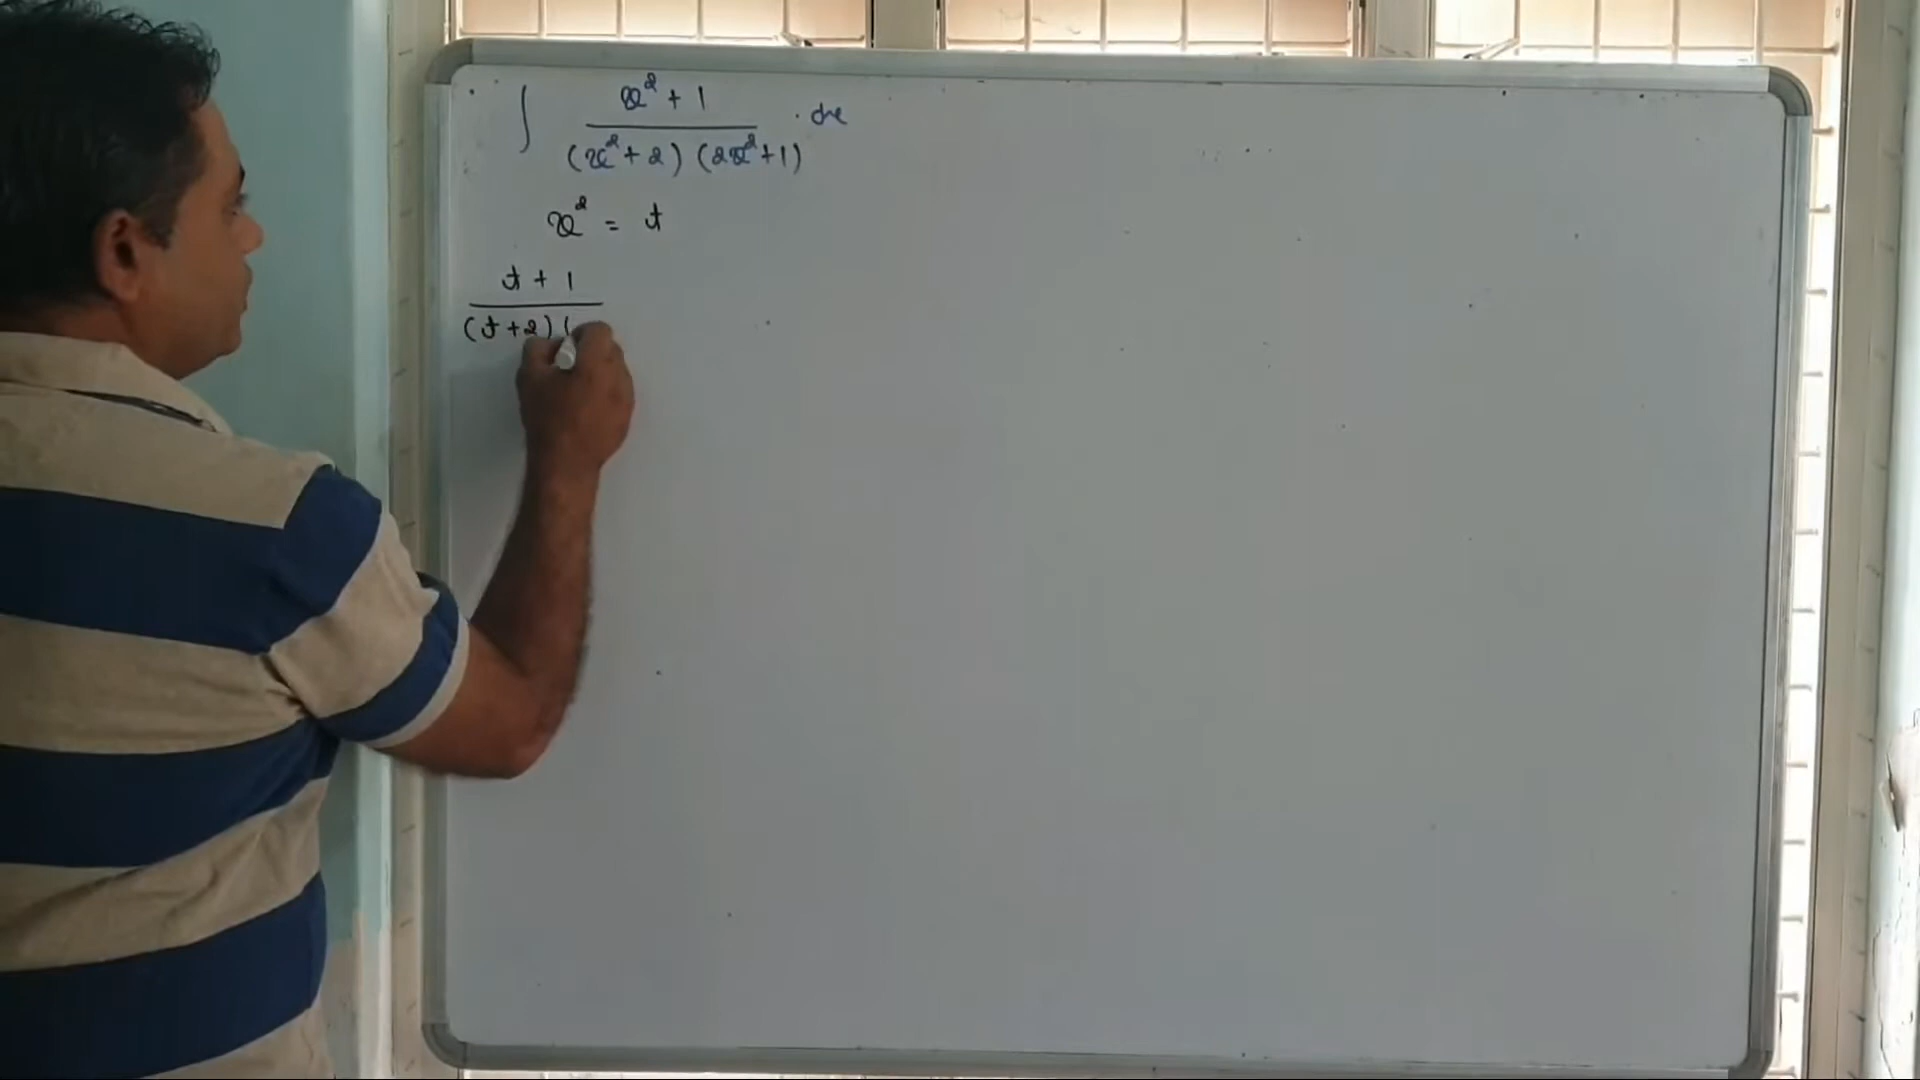 ∫ x² + 1 / (x² + 2) (2x² + 1) . dx
x² = t
t + 1
(t + 2) (